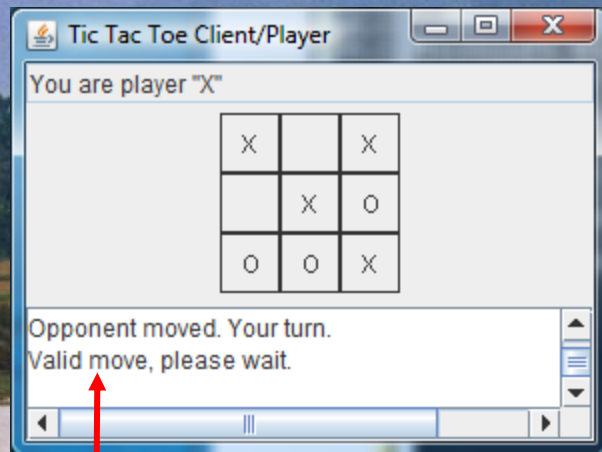 Tic Tac Toe Client/Player
You are player "X"
X X
X O
O O X
Opponent moved. Your turn.
Valid move, please wait.